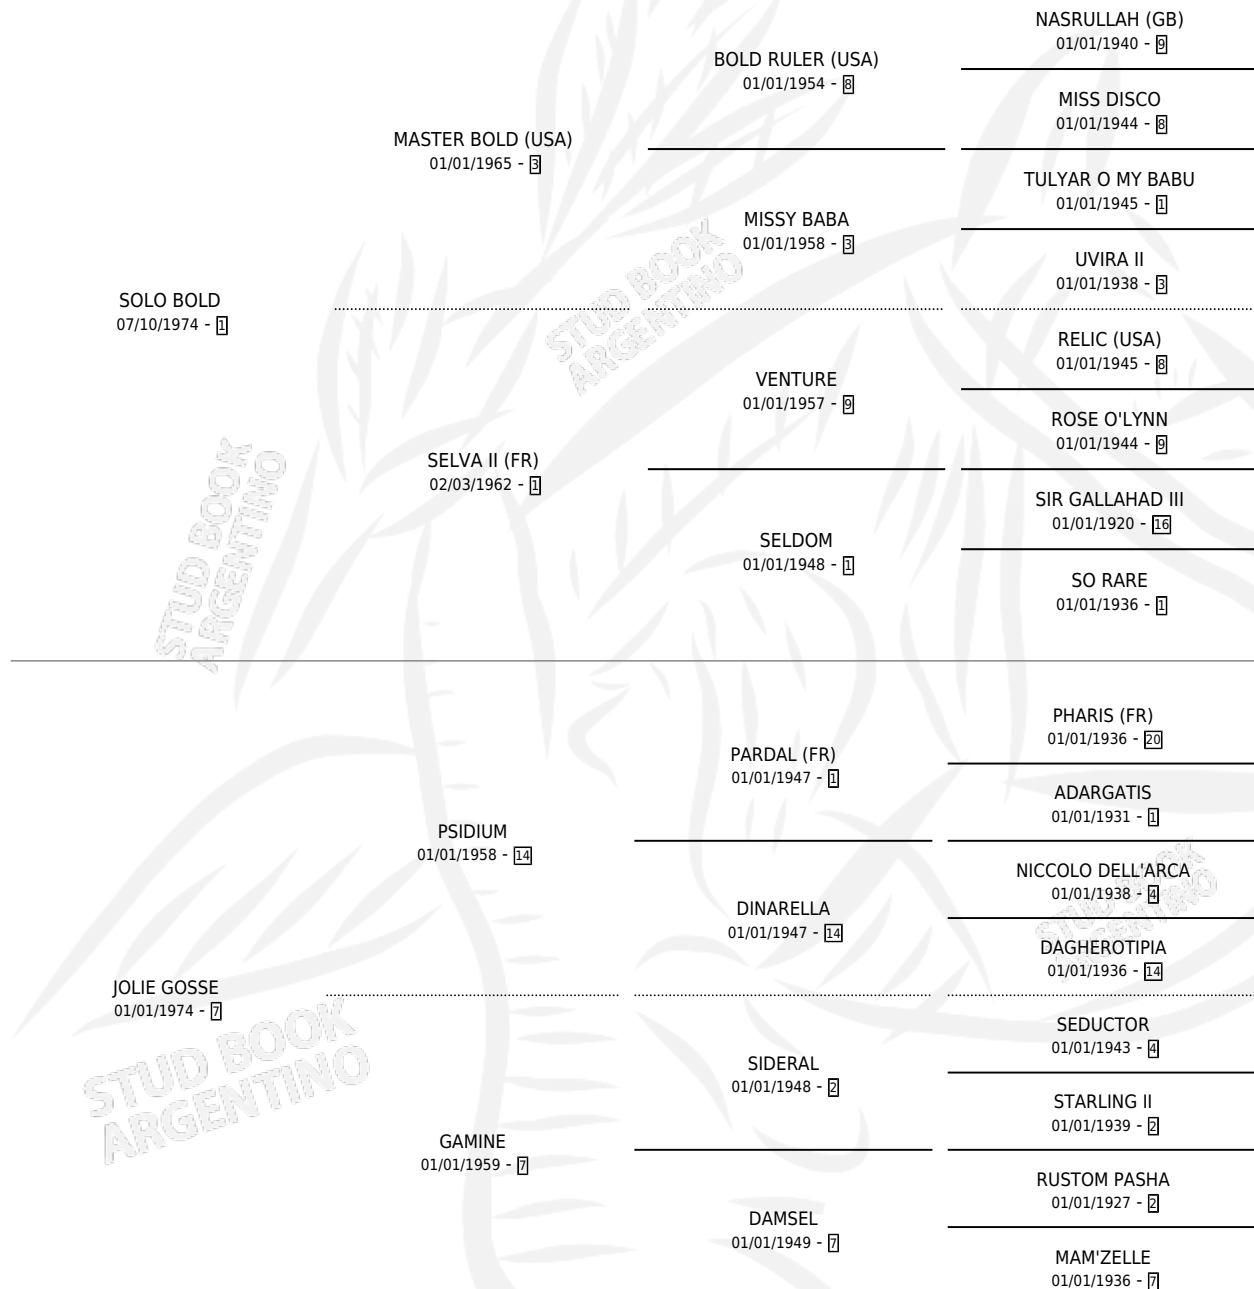 NASRULLAH (GB)
01/01/1940 - 9
BOLD RULER (USA)
01/01/1954 - 8
MISS DISCO
01/01/1944 - 8
MASTER BOLD (USA)
01/01/1965 - 3
TULYAR O MY BABU
01/01/1945 - 1
MISSY BABA
01/01/1958 - 3
UVIRA II
01/01/1938 - 3
SOLO BOLD
07/10/1974 - 1
STUD BOOK
ARGENTINO
RELIC (USA)
01/01/1945 - 8
VENTURE
01/01/1957 - 9
ROSE O'LYNN
01/01/1944 - 9
SELVA II (FR)
02/03/1962 - 1
SIR GALLAHAD III
01/01/1920 - 16
SELDOM
01/01/1948 - 1
SO RARE
01/01/1936 - 1
STUD BOOK
ARGENTINO
PHARIS (FR)
01/01/1936 - 20
PARDAL (FR)
01/01/1947 - 1
ADARGATIS
01/01/1931 - 1
PSIDIUM
01/01/1958 - 14
NICCOLO DELL'ARCA
01/01/1938 - 4
DINARELLA
01/01/1947 - 14
DAGHEROTIPIA
01/01/1936 - 14
STUD BOOK
ARGENTINO
JOLIE GOSSE
01/01/1974 - 7
SEDUCTOR
01/01/1943 - 4
SIDERAL
01/01/1948 - 2
STARLING II
01/01/1939 - 2
STUD BOOK
ARGENTINO
GAMINE
01/01/1959 - 7
RUSTOM PASHA
01/01/1927 - 2
DAMSEL
01/01/1949 - 7
MAM'ZELLE
01/01/1936 - 7